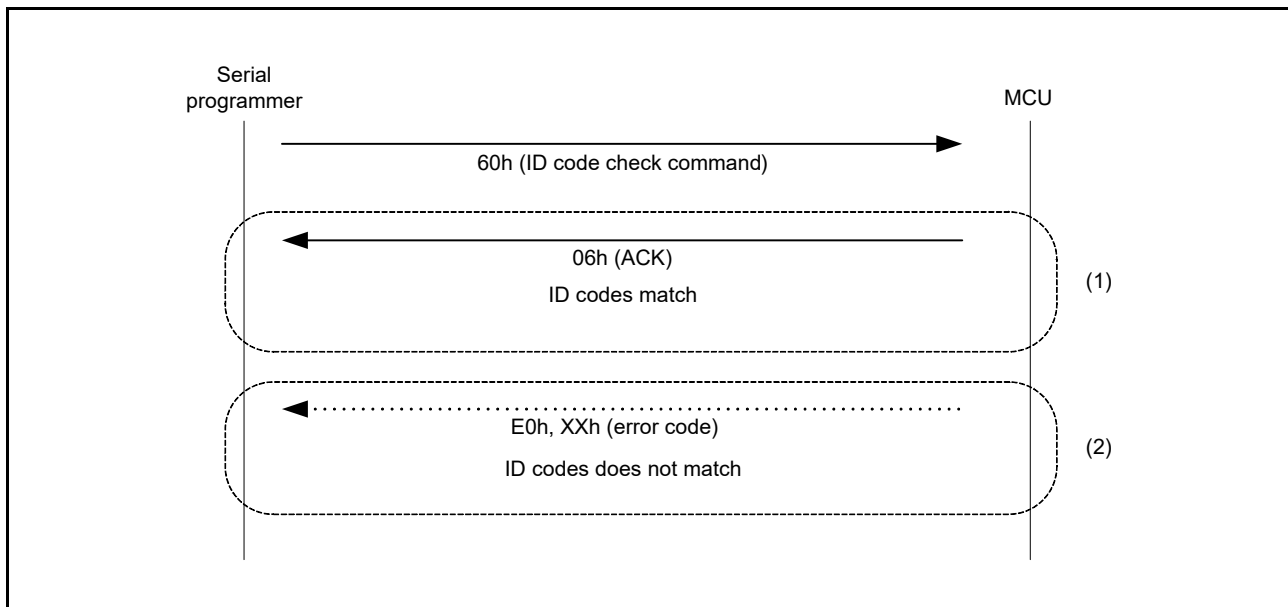 Serial
programmer
MCU
60h (ID code check command)
06h (ACK)
ID codes match
(1)
E0h, XXh (error code)
ID codes does not match
(2)